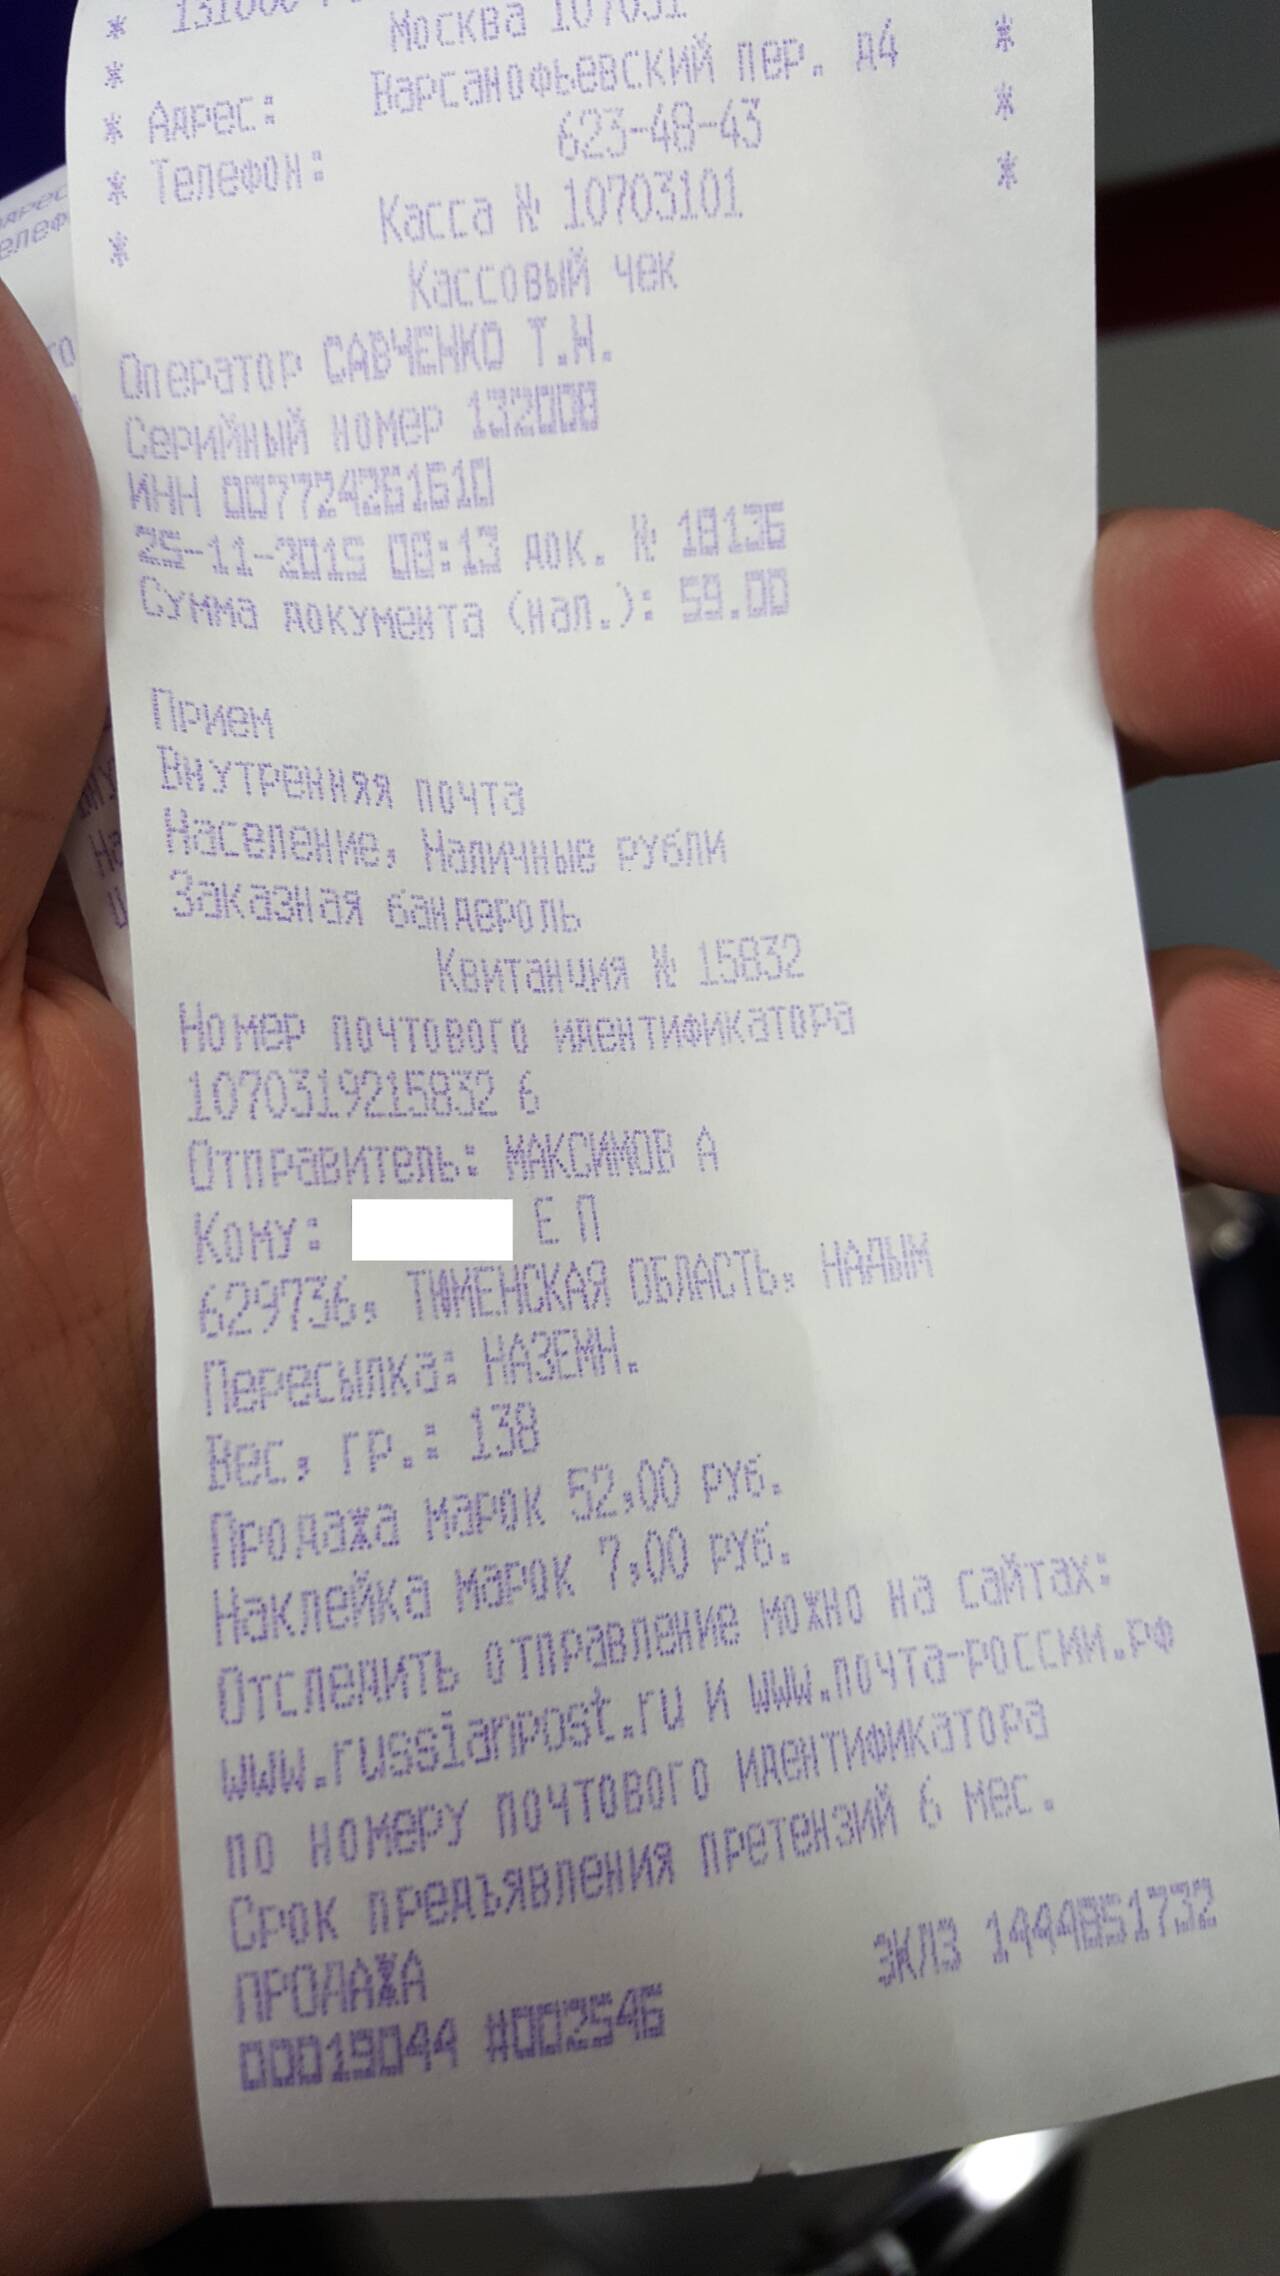 * Москва 107031
* Адрес: Варсанофьевский пер. д4 *
* Телефон: 623-48-43 *
* Касса № 10703101 *
* Кассовый чек
Оператор САВЧЕНКО Т.Н.
Серийный номер 132008
ИНН 007724261610
25-11-2015 08:13 док. № 18136
Сумма документа (нал.): 59.00
Прием
Внутренняя почта
Население, Наличные рубли
Заказная бандероль
Квитанция № 15832
Номер почтового идентификатора
1070319215832 6
Отправитель: МАКСИМОВ А
Кому: Е П
629736, ТЮМЕНСКАЯ ОБЛАСТЬ, НАДЫМ
Пересылка: НАЗЕМН.
Вес, гр.: 138
Продажа марок 52,00 руб.
Наклейка марок 7,00 руб.
Отследить отправление можно на сайтах:
www.russianpost.ru и www.почта-россии.рф
по номеру почтового идентификатора
Срок предъявления претензий 6 мес.
ПРОДАЖА ЭКЛЗ 1444851732
00019044 #002546